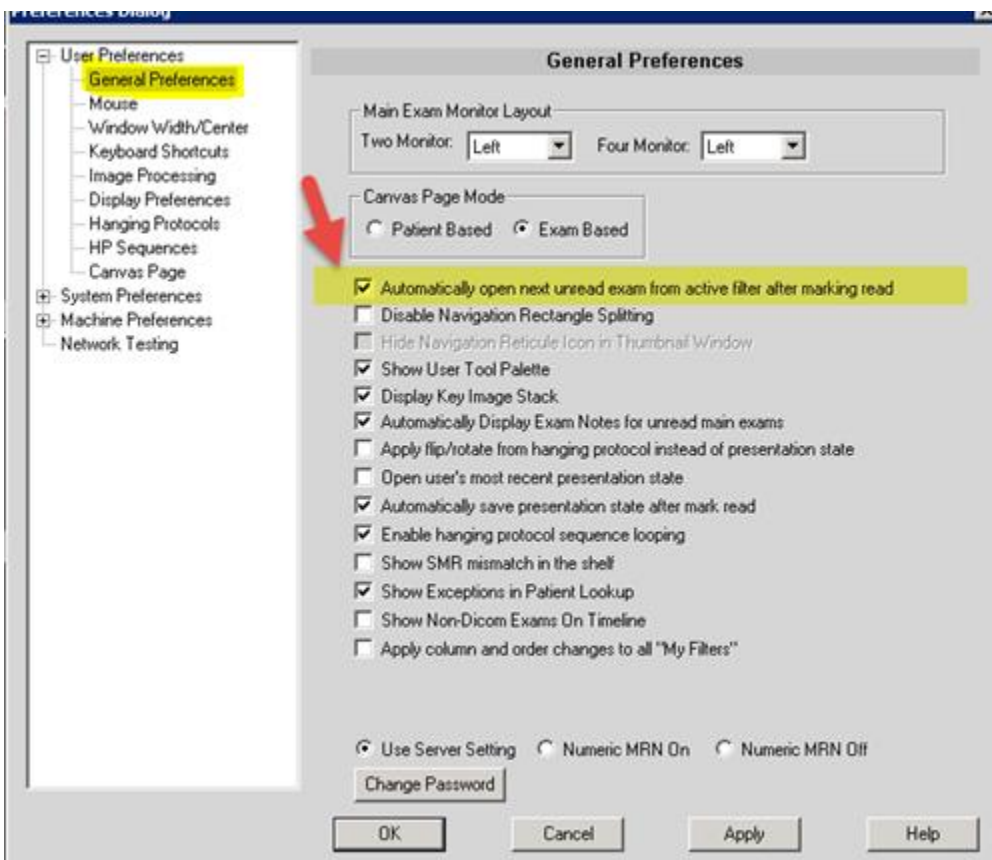 Preferences Dialog
User Preferences
General Preferences
Mouse
Window Width/Center
Keyboard Shortcuts
Image Processing
Display Preferences
Hanging Protocols
HP Sequences
Canvas Page
System Preferences
Machine Preferences
Network Testing
General Preferences
Main Exam Monitor Layout
Two Monitor: Left Four Monitor: Left
Canvas Page Mode
Patient Based Exam Based
Automatically open next unread exam from active filter after marking read
Disable Navigation Rectangle Splitting
Hide Navigation Reticule Icon in Thumbnail Window
Show User Tool Palette
Display Key Image Stack
Automatically Display Exam Notes for unread main exams
Apply flip/rotate from hanging protocol instead of presentation state
Open user's most recent presentation state
Automatically save presentation state after mark read
Enable hanging protocol sequence looping
Show SMR mismatch in the shelf
Show Exceptions in Patient Lookup
Show Non-Dicom Exams On Timeline
Apply column and order changes to all "My Filters"
Use Server Setting Numeric MRN On Numeric MRN Off
Change Password
OK Cancel Apply Help